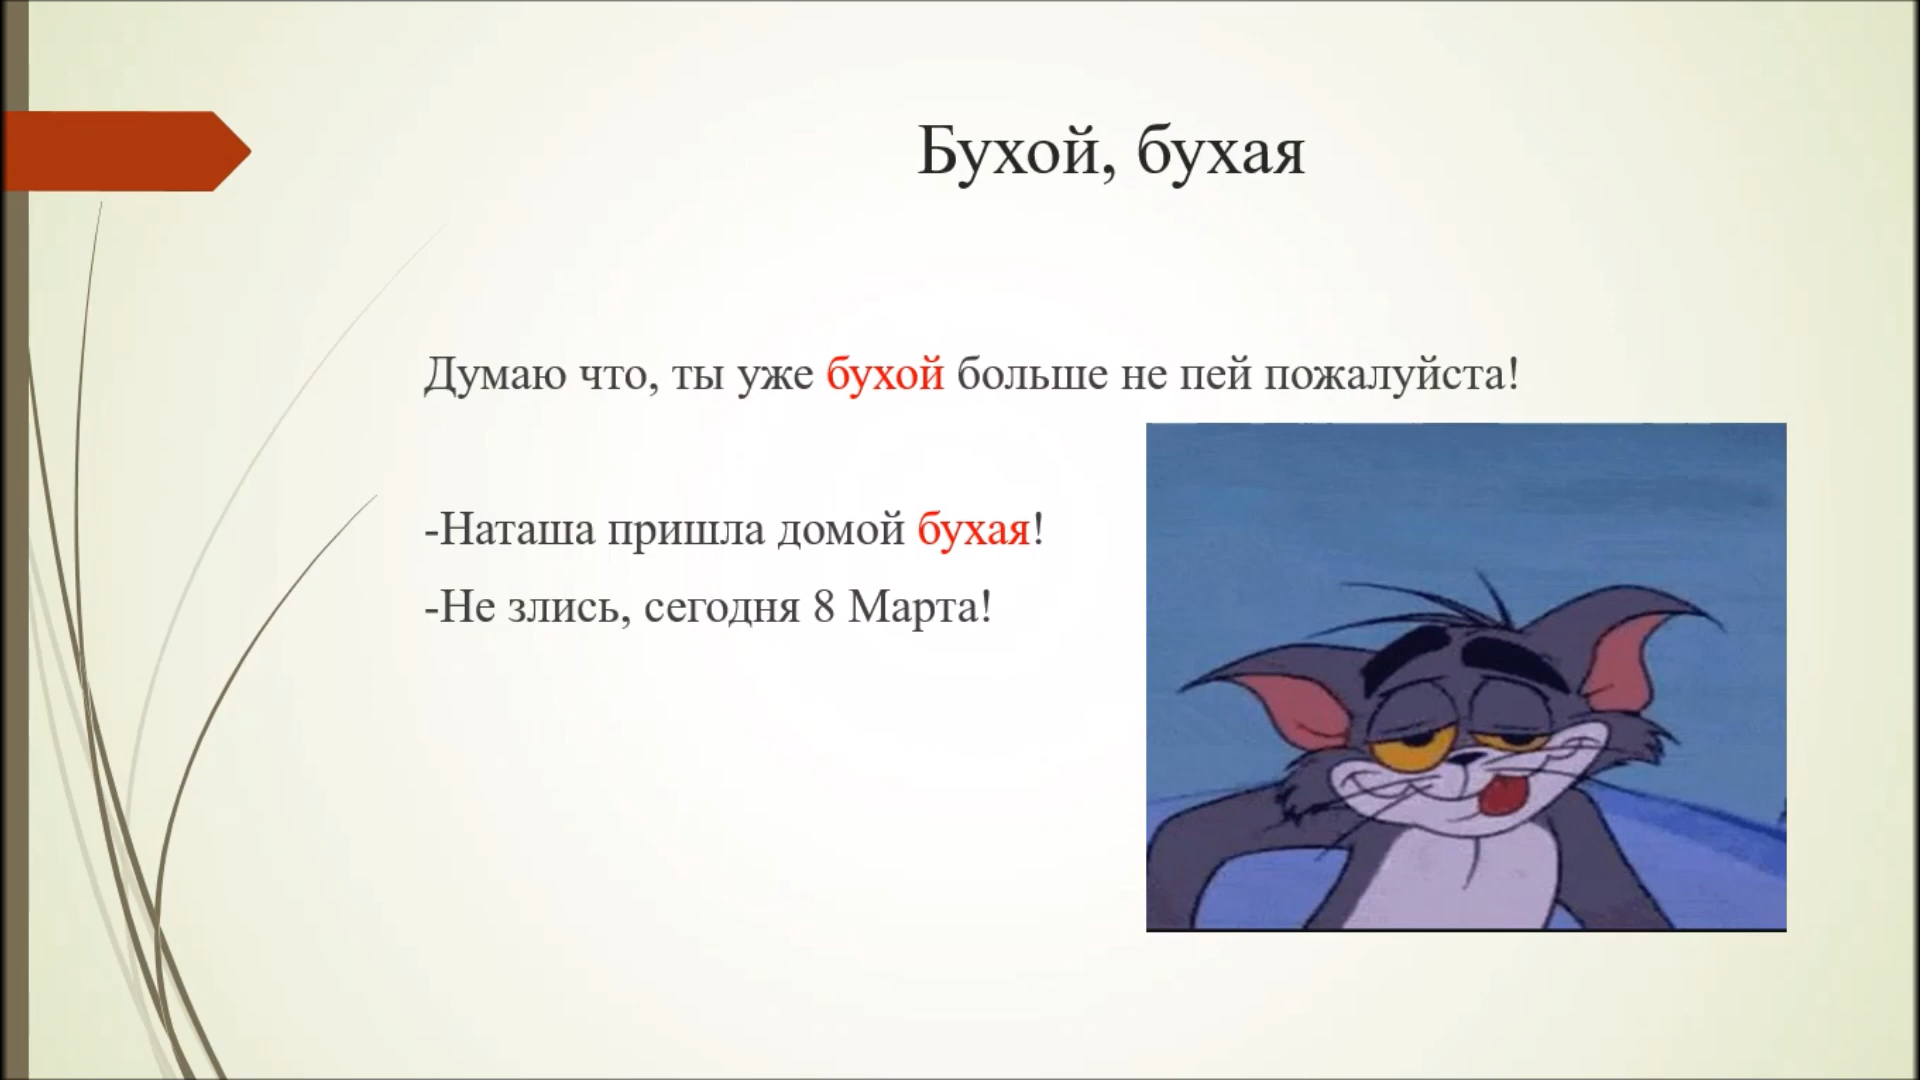 Бухой, бухая
Думаю что, ты уже бухой больше не пей пожалуйста!
-Наташа пришла домой бухая!
-Не злись, сегодня 8 Марта!